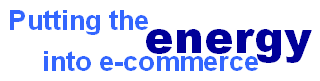 Putting the
energy
into e-commerce